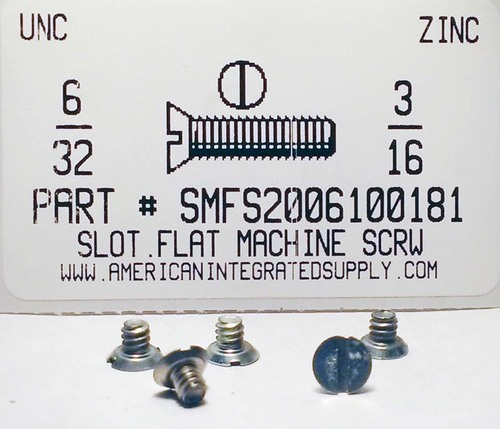 UNC ZINC
6 3
32 16
PART # SMFS2006100181
SLOT.FLAT MACHINE SCRW
WWW.AMERICANINTEGRATEDSUPPLY.COM